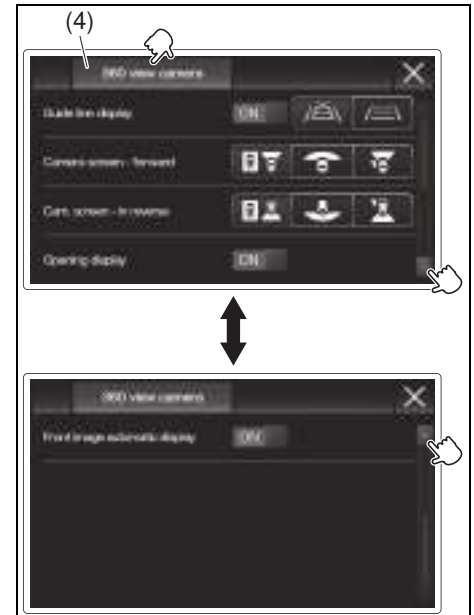 (4)
360 view camera
Guide line display ON
Camera screen - forward
Cam. screen - in reverse
Opening display ON
360 view camera
Front image automatic display ON